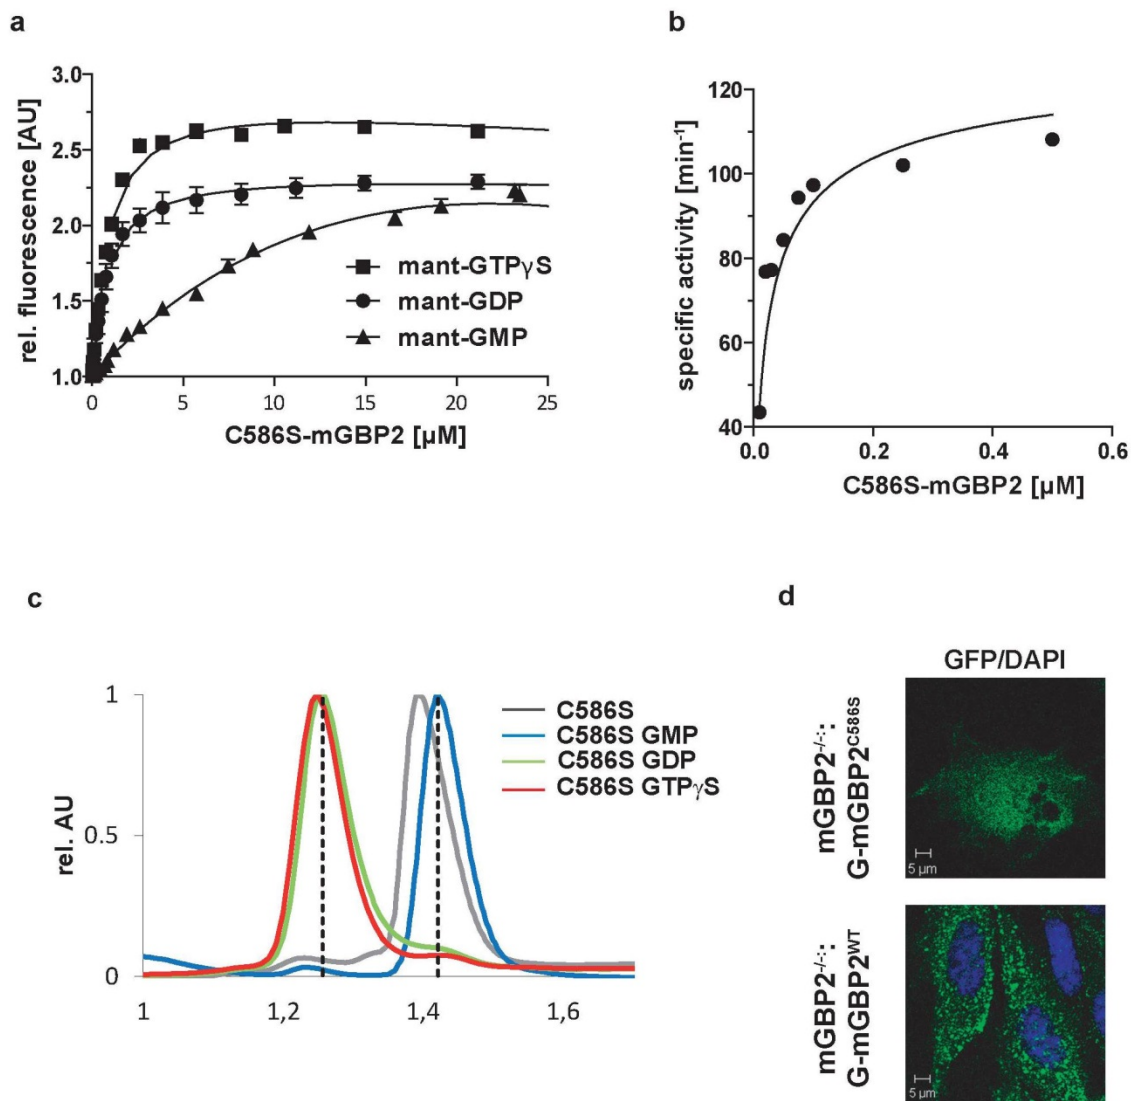 a
3.0
2.5
2.0
1.5
1.0
rel. fluorescence [AU]
mant-GTPγS
mant-GDP
mant-GMP
0 5 10 15 20 25
C586S-mGBP2 [µM]
b
120
100
80
60
40
specific activity [min⁻¹]
0.0 0.2 0.4 0.6
C586S-mGBP2 [µM]
c
1
0.5
0
rel. AU
C586S
C586S GMP
C586S GDP
C586S GTPγS
1 1,2 1,4 1,6
d
GFP/DAPI
mGBP2⁻/⁻::
G-mGBP2ᶜ⁵⁸⁶ˢ
5 µm
mGBP2⁻/⁻::
G-mGBP2ᵂᵀ
5 µm